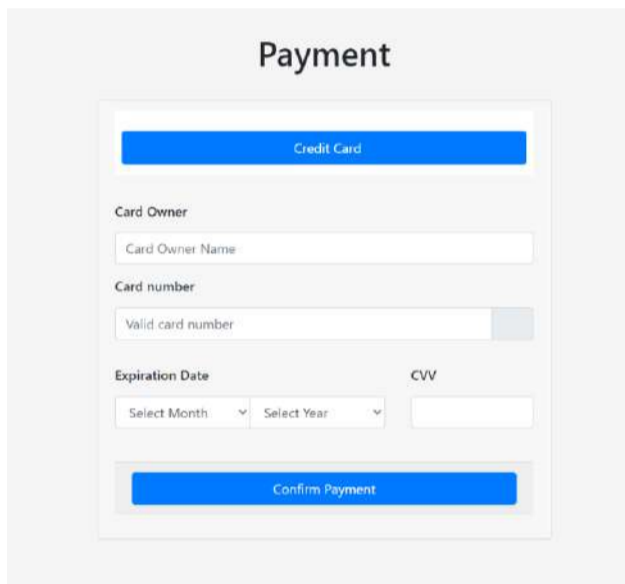 Payment
Credit Card
Card Owner
Card Owner Name
Card number
Valid card number
Expiration Date CVV
Select Month Select Year
Confirm Payment